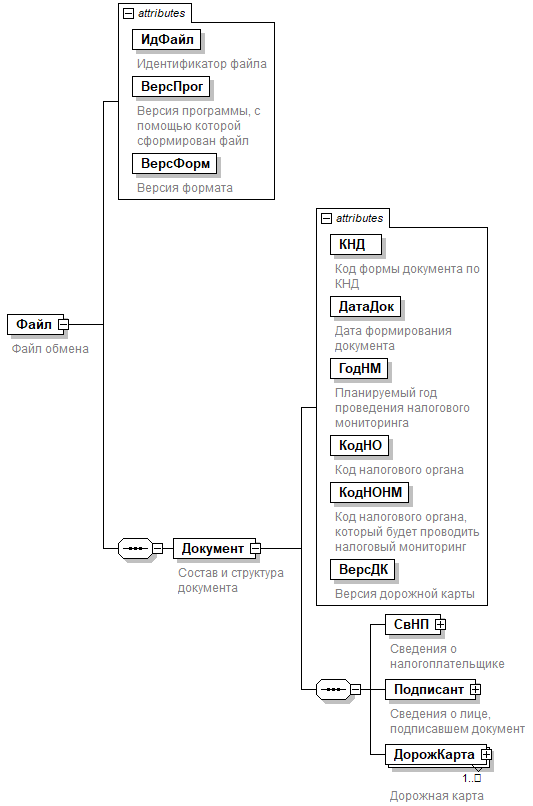 attributes
ИдФайл
Идентификатор файла
ВерсПрог
Версия программы, с
помощью которой
сформирован файл
ВерсФорм
Версия формата
Файл
Файл обмена
Документ
Состав и структура
документа
attributes
КНД
Код формы документа по
КНД
ДатаДок
Дата формирования
документа
ГодНМ
Планируемый год
проведения налогового
мониторинга
КодНО
Код налогового органа
КодНОНМ
Код налогового органа,
который будет проводить
налоговый мониторинг
ВерсДК
Версия дорожной карты
СвНП
Сведения о
налогоплательщике
Подписант
Сведения о лице,
подписавшем документ
ДорожКарта
1..
Дорожная карта